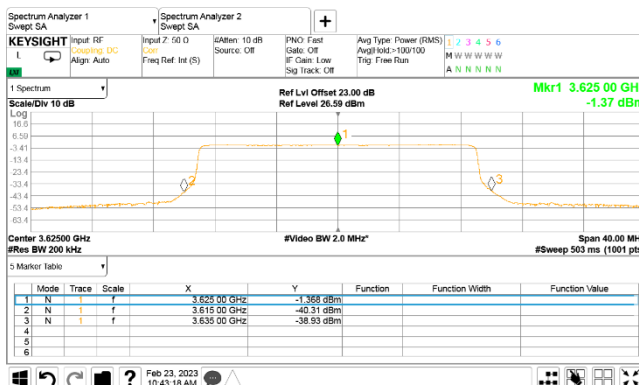 Spectrum Analyzer 1
Swept SA
Spectrum Analyzer 2
Swept SA
KEYSIGHT
L
Input: RF
Coupling: DC
Align: Auto
Input Z: 50 Ω
Corr
Freq Ref: Int (S)
#Atten: 10 dB
Source: Off
PNO: Fast
Gate: Off
IF Gain: Low
Sig Track: Off
Avg Type: Power (RMS)
Avg|Hold:>100/100
Trig: Free Run
1 2 3 4 5 6
M W W W W W
A N N N N N
1 Spectrum
Scale/Div 10 dB
Ref Lvl Offset 23.00 dB
Ref Level 26.59 dBm
Mkr1 3.625 00 GH
-1.37 dBm
Log
16.6
6.59
-3.41
-13.4
-23.4
-33.4
-43.4
-53.4
-63.4
1
2
3
Center 3.62500 GHz
#Video BW 2.0 MHz*
Span 40.00 MH
#Res BW 200 kHz
#Sweep 503 ms (1001 pts
5 Marker Table
Mode Trace Scale X Y Function Function Width Function Value
1 N 1 f 3.625 00 GHz -1.368 dBm
2 N 1 f 3.615 00 GHz -40.31 dBm
3 N 1 f 3.635 00 GHz -38.93 dBm
4
5
6
?
Feb 23, 2023
10:43:18 AM